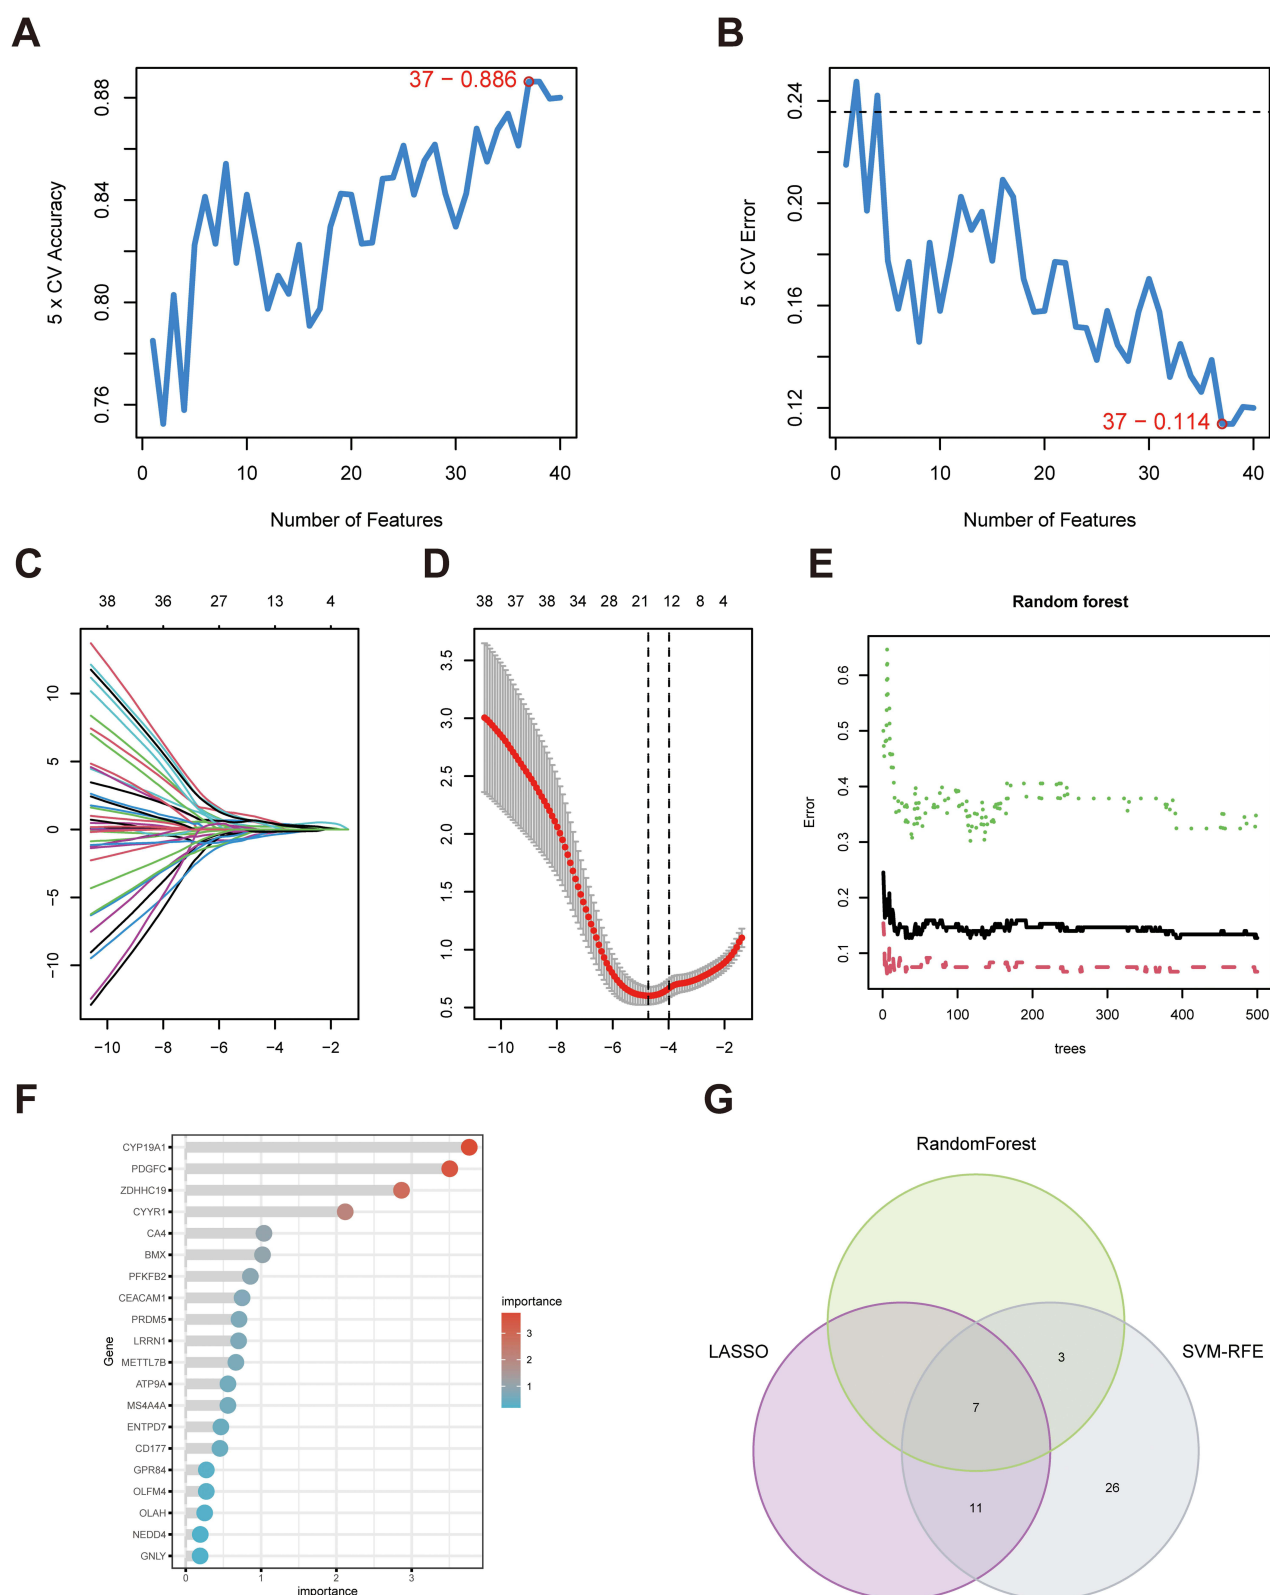 A
37 − 0.886
5 x CV Accuracy
0.88
0.84
0.80
0.76
0 10 20 30 40
Number of Features
B
37 − 0.114
5 x CV Error
0.24
0.20
0.16
0.12
0 10 20 30 40
Number of Features
C
38 36 27 13 4
10
5
0
−5
−10
−10 −8 −6 −4 −2
D
38 37 38 34 28 21 12 8 4
3.5
3.0
2.5
2.0
1.5
1.0
0.5
−10 −8 −6 −4 −2
E
Random forest
Error
0.6
0.5
0.4
0.3
0.2
0.1
0 100 200 300 400 500
trees
F
Gene
CYP19A1
PDGFC
ZDHHC19
CYYR1
CA4
BMX
PFKFB2
CEACAM1
PRDM5
LRRN1
METTL7B
ATP9A
MS4A4A
ENTPD7
CD177
GPR84
OLFM4
OLAH
NEDD4
GNLY
0 1 2 3
importance
importance
3
2
1
G
RandomForest
LASSO
SVM-RFE
3
7
11
26